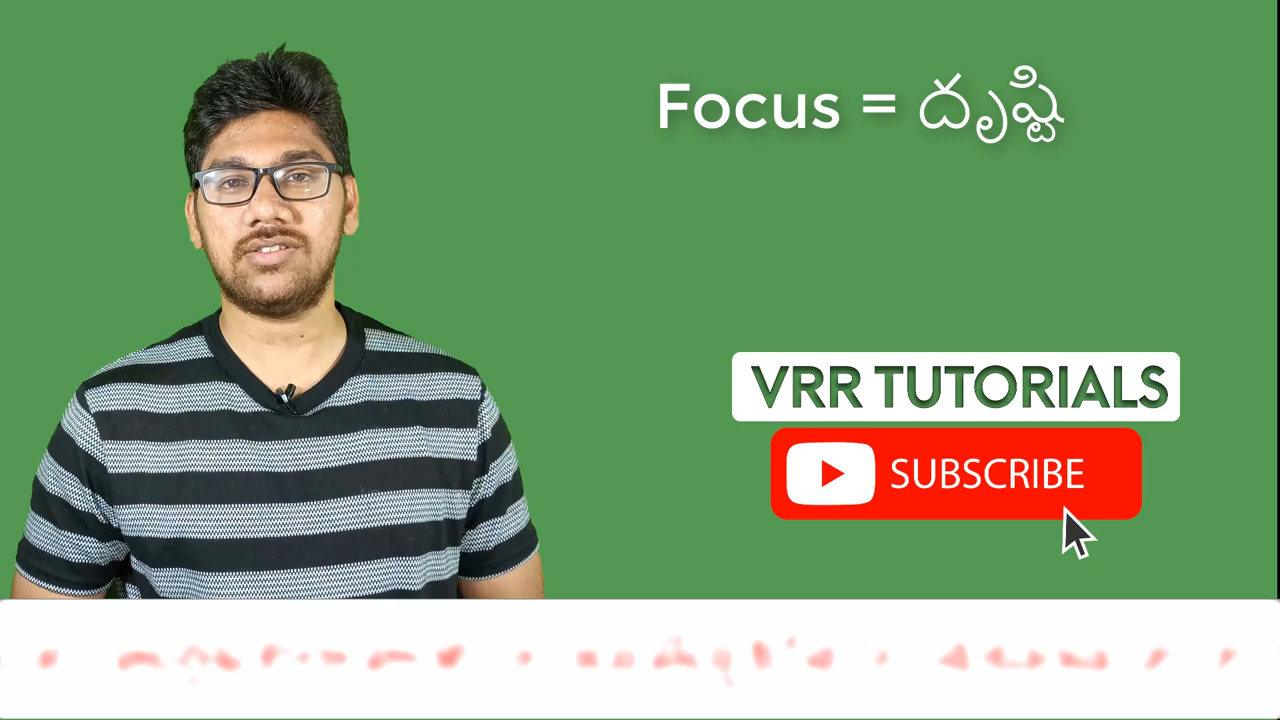 Focus = దృష్టి
VRR TUTORIALS
SUBSCRIBE